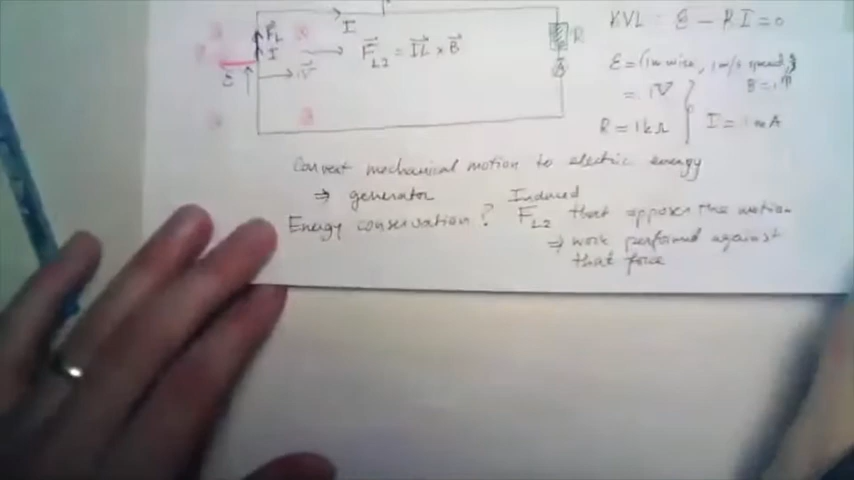 I
KVL: ε - RI = 0
F_L
I
F_L2 = IL × B
R
A
ε = (1m wire, 1m/s speed,
B = 1T
ε
V
= 1V
R = 1kΩ
I = 1mA
Convert mechanical motion to electric energy
⇒ generator
Energy conservation?
Induced
F_L2 that opposes the motion
⇒ work performed against
that force